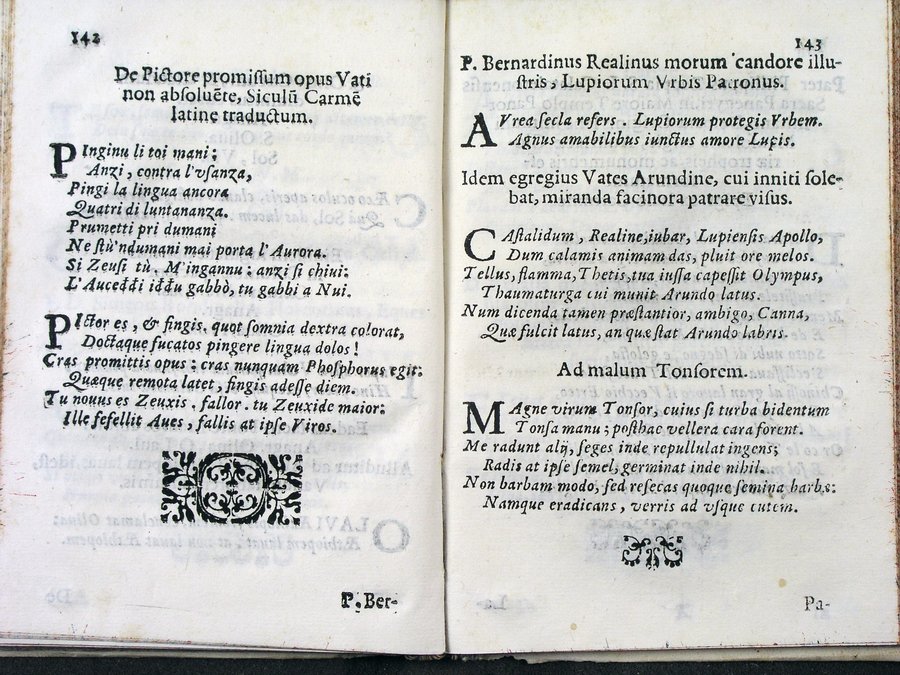 142
De Pictore promissum opus Vati
non absoluẽte, Siculũ Carmẽ
latinę traductum.
PInginu li toi mani;
Anzi, contra l'vsanza,
Pingi la lingua ancora
Quatri di luntananza.
Prumetti pri dumani
Ne stù'ndumani mai porta l'Aurora.
Si Zeusi tù, M'ingannu; anzi si chiui:
L'Auceddi iddu gabbò, tu gabbi a Nui.
PIctor es, & fingis, quot somnia dextra colorat,
Doctaque fucatos pingere lingua dolos!
Cras promittis opus: cras nunquam Phosphorus egit:
Quæque remota latet, fingis adesse diem.
Tu nouus es Zeuxis, fallor, tu Zeuxide maior:
Ille fefellit Aues, fallis at ipse Viros.
P. Ber-
143
P. Bernardinus Realinus morum candore illu-
stris, Lupiorum Vrbis Patronus.
AVrea secla refers. Lupiorum protegis Vrbem.
Agnus amabilibus iunctus amore Lupis.
Idem egregius Vates Arundine, cui inniti sole-
bat, miranda facinora patrare visus.
CAstalidum, Realine, iubar, Lupiensis Apollo,
Dum calamis animam das, pluit ore melos.
Tellus, flamma, Thetis, tua iussa capessit Olympus,
Thaumaturga cui munit Arundo latus.
Num dicenda tamen præstantior, ambigo, Canna,
Quæ fulcit latus, an quæ stat Arundo labris.
Ad malum Tonsorem.
MAgne virum Tonsor, cuius si turba bidentum
Tonsa manu; posthac vellera cara forent.
Me radunt alij, seges inde repullulat ingens;
Radis at ipse semel, germinat inde nihil.
Non barbam modo, sed resecas quoque semina barbæ:
Namque eradicans, verris ad vsque cutem.
Pa-